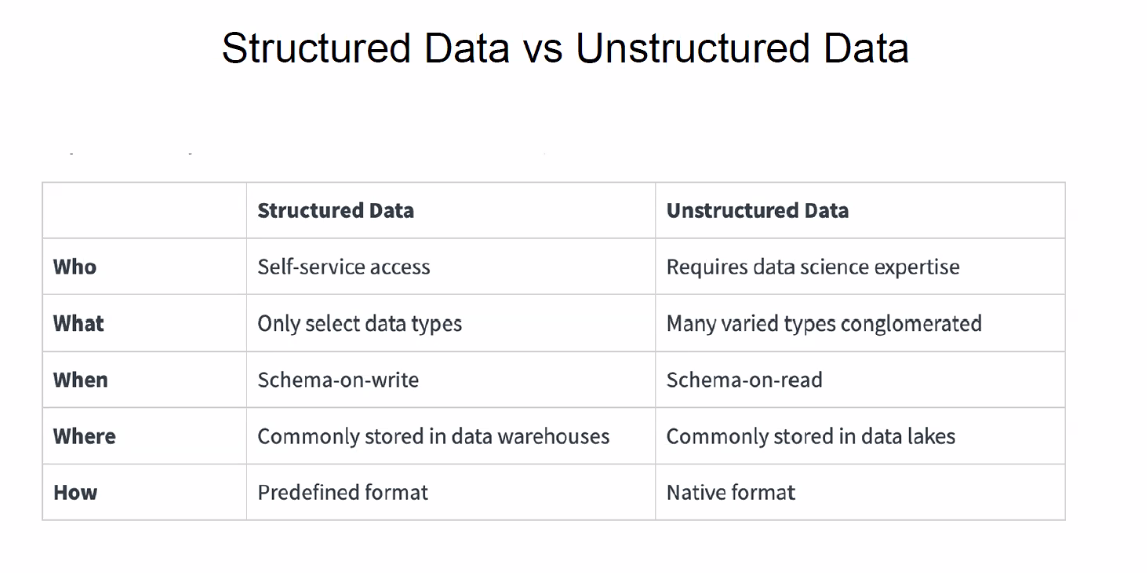 Structured Data vs Unstructured Data
Structured Data Unstructured Data
Who Self-service access Requires data science expertise
What Only select data types Many varied types conglomerated
When Schema-on-write Schema-on-read
Where Commonly stored in data warehouses Commonly stored in data lakes
How Predefined format Native format